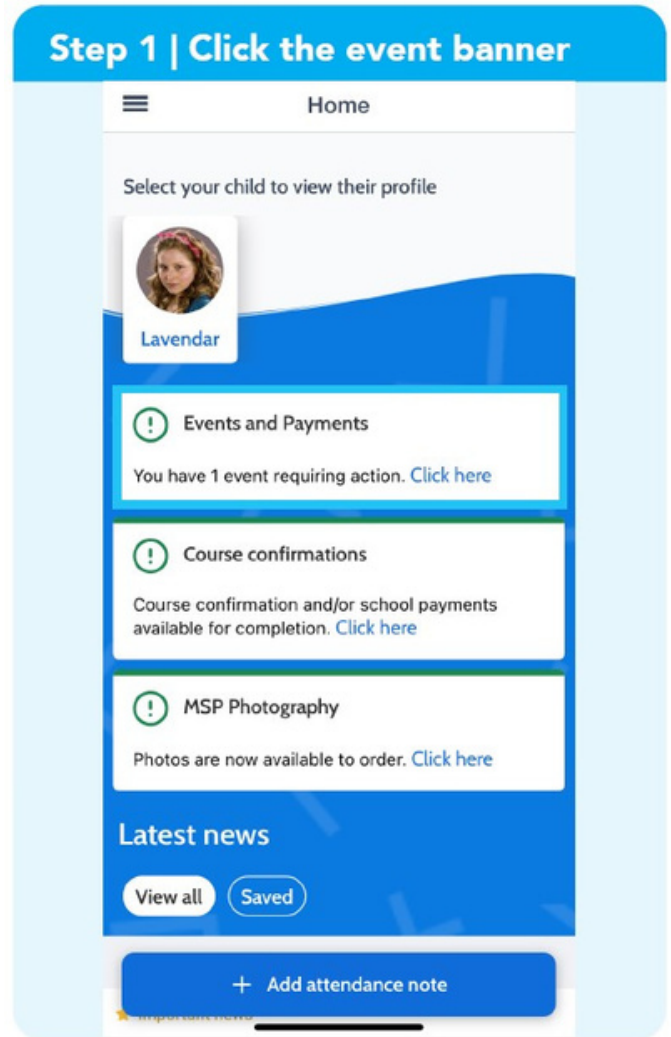 Step 1 | Click the event banner
Home
Select your child to view their profile
Lavendar
Events and Payments
You have 1 event requiring action. Click here
Course confirmations
Course confirmation and/or school payments
available for completion. Click here
MSP Photography
Photos are now available to order. Click here
Latest news
View all
Saved
+ Add attendance note
Important news